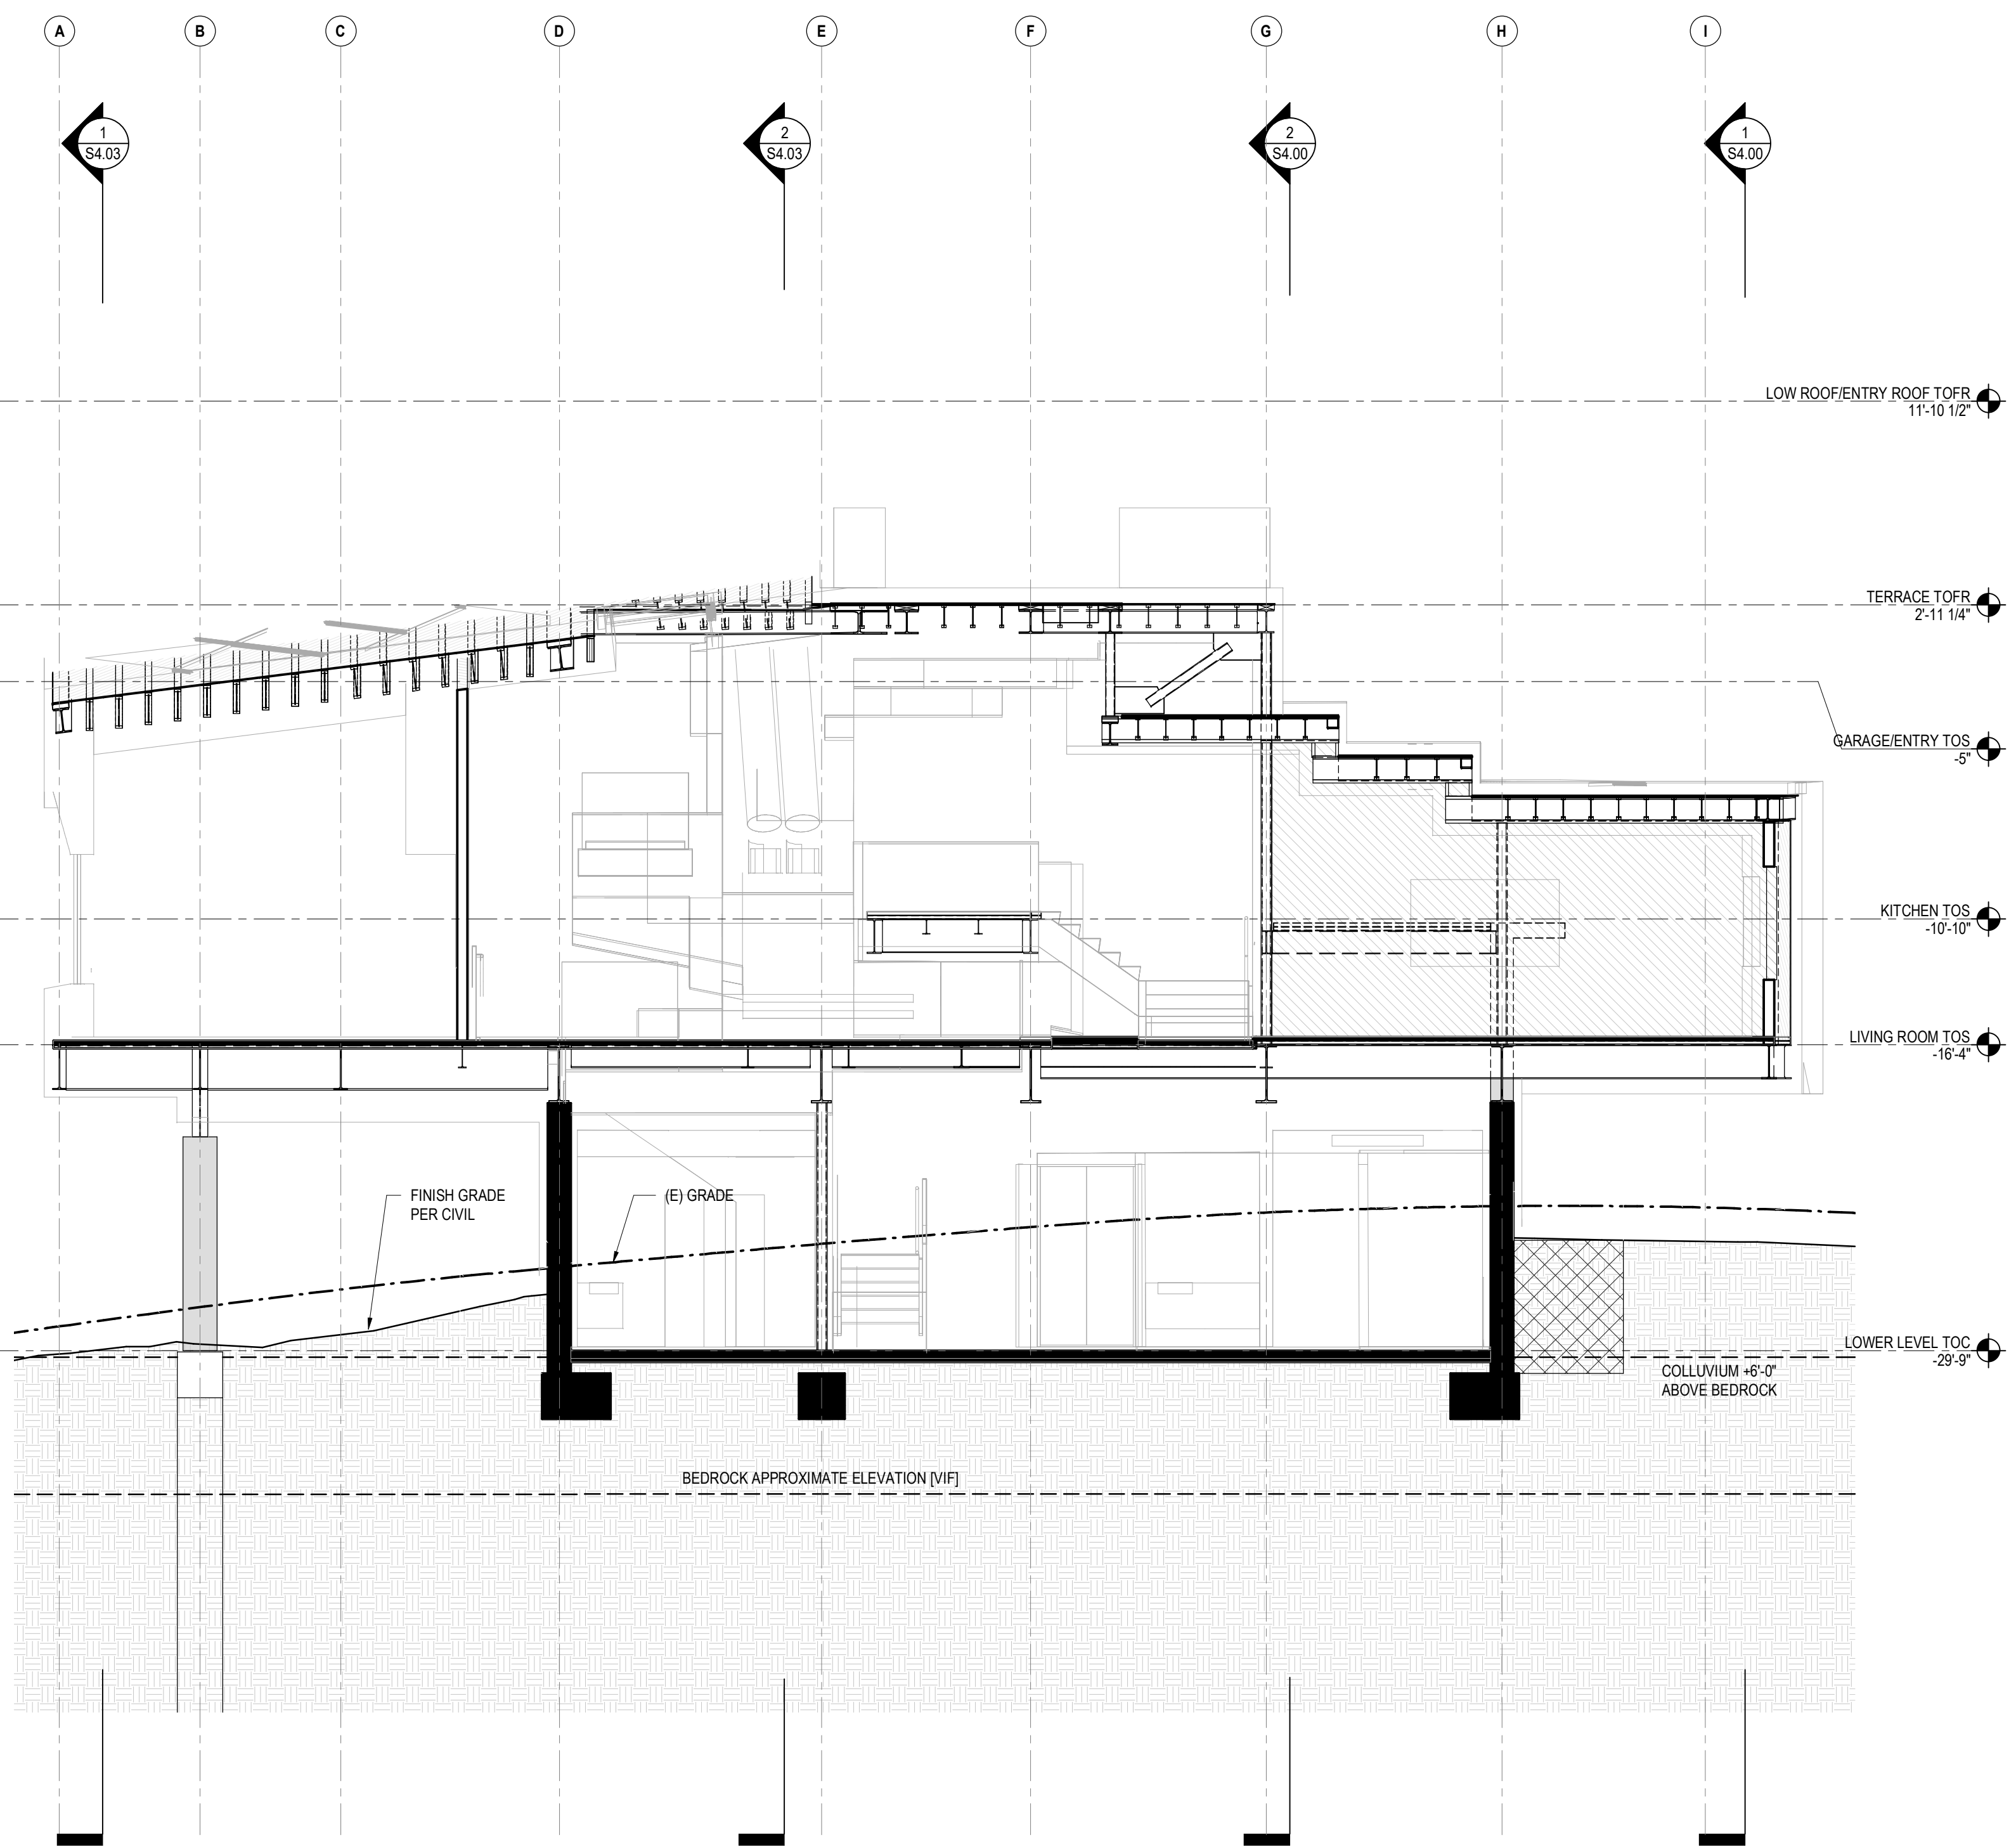 A B C D E F G H I
1 2 2 1
S4.03 S4.03 S4.00 S4.00
LOW ROOF/ENTRY ROOF TOFR
11'-10 1/2"
TERRACE TOFR
2'-11 1/4"
GARAGE/ENTRY TOS
-5"
KITCHEN TOS
-10'-10"
LIVING ROOM TOS
-16'-4"
FINISH GRADE
PER CIVIL
(E) GRADE
LOWER LEVEL TOC
-29'-9"
COLLUVIUM +6'-0"
ABOVE BEDROCK
BEDROCK APPROXIMATE ELEVATION [VIF]